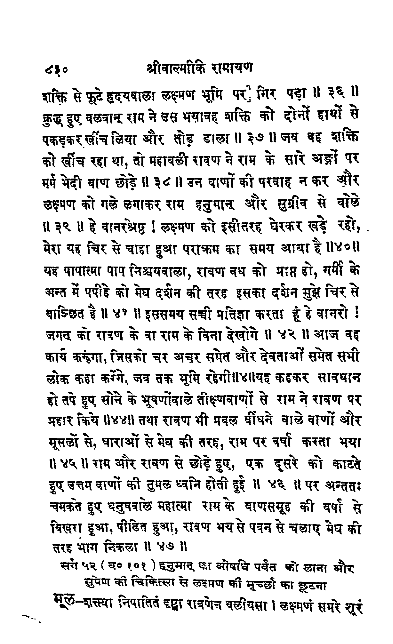 ८३०
श्रीवाल्मीकि रामायण
शक्ति से फूटे हृदयवाला लक्ष्मण भूमि पर गिर पड़ा ॥ ३६ ॥
क्रुद्ध हुए बलवान् राम ने उस भयावह शक्ति को दोनों हाथों से
पकड़कर खींच लिया और तोड़ डाला ॥ ३७ ॥ जब वह शक्ति
को खींच रहा था, तो महाबली रावण ने राम के सारे अङ्गों पर
मर्म भेदी बाण छोड़े ॥ ३८ ॥ उन बाणों की परवाह न कर और
लक्ष्मण को गले लगाकर राम हनुमान् और सुग्रीव से बोले
॥ ३९ ॥ हे वानरश्रेष्ठ ! लक्ष्मण को इसीतरह घेरकर खड़े रहो,
मेरा यह चिर से चाहा हुआ पराक्रम का समय आया है ॥४०॥
यह पापात्मा पाप निश्चयवाला, रावण वध को प्राप्त हो, गर्मी के
अन्त में पपीहे को मेघ दर्शन की तरह इसका दर्शन मुझे चिर से
वाञ्छित है ॥ ४१ ॥ इससमय सच्ची प्रतिज्ञा करता हूं हे वानरो !
जगत् को रावण के वा राम के विना देखोगे ॥ ४२ ॥ आज वह
कार्य करूंगा, जिसको चर अचर समेत और देवताओं समेत सभी
लोक कहा करेंगे, जब तक भूमि रहेगी॥४॥यह कहकर सावधान
हो तपे हुए सोने के भूषणोंवाले तीक्ष्णबाणों से राम ने रावण पर
प्रहार किये ॥४४॥ तथा रावण भी प्रबल बींधने वाले बाणों और
मूसलों से, धाराओं से मेघ की तरह, राम पर वर्षा करता भया
॥ ४५ ॥ राम और रावण से छोड़े हुए, एक दूसरे को काटते
हुए उत्तम बाणों की तुमल ध्वनि होती हुई ॥ ४६ ॥ पर अन्ततः
चमकते हुए धनुषवाले महात्मा राम के बाणसमूह की वर्षा से
बिखरा हुआ, पीडित हुआ, रावण भय से पवन से चलाए मेघ की
तरह भाग निकला ॥ ४७ ॥
सर्ग ५२ (व० १०१) हनुमान् का ओषधि पर्वत को लाना और
सुषेण की चिकित्सा से लक्ष्मण की मूर्च्छा का छूटना
मूल-शक्त्या निपातितं दृष्ट्वा रावणेन बलीयसा । लक्ष्मणं समरे शूरं